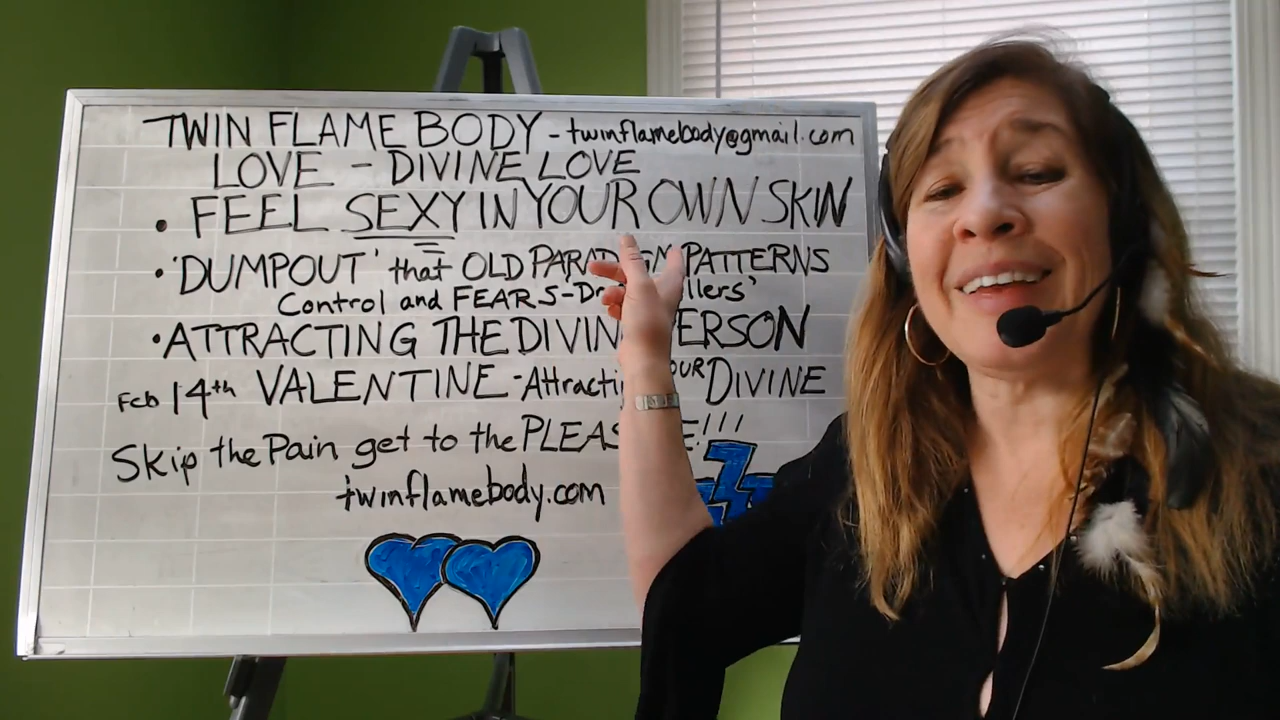 TWIN FLAME BODY - twinflamebody@gmail.com
LOVE - DIVINE LOVE
• FEEL SEXY IN YOUR OWN SKIN
• 'DUMPOUT' that OLD PATTERNS
Control and FEARS -
• ATTRACTING THE
Feb 14th VALENTINE - DIVINE
Skip the Pain get to the !!!
twinflamebody.com